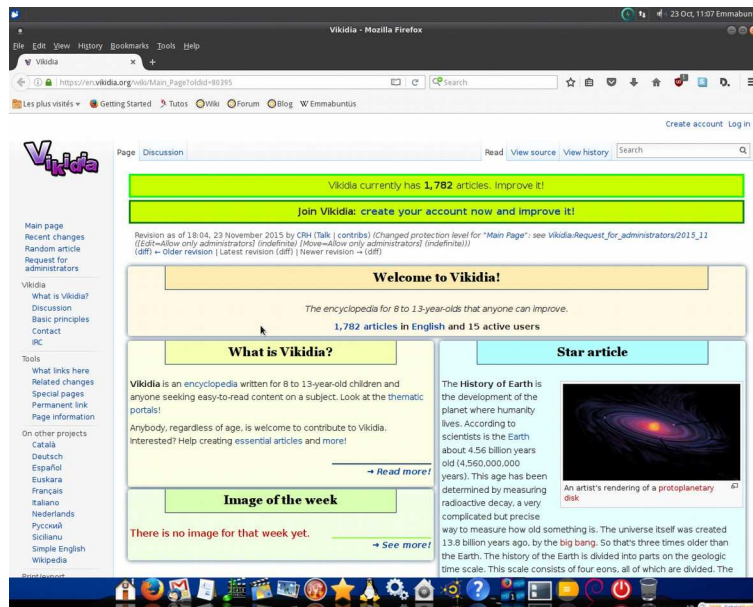 23 Oct, 11:07 Emmabun
Vikidia - Mozilla Firefox
File Edit View History Bookmarks Tools Help
Vikidia
https://en.vikidia.org/wiki/Main_Page?oldid=80395
Search
Les plus visités Getting Started Tutos Wiki Forum Blog Emmabuntüs
Create account Log in
Vikidia
Page Discussion Read View source View history Search
Vikidia currently has 1,782 articles. Improve it!
Join Vikidia: create your account now and improve it!
Revision as of 18:04, 23 November 2015 by CRH (Talk | contribs) (Changed protection level for "Main Page": see Vikidia:Request_for_administrators/2015_11
([Edit=Allow only administrators] (indefinite) [Move=Allow only administrators] (indefinite)))
(diff) ← Older revision | Latest revision (diff) | Newer revision → (diff)
Main page
Recent changes
Random article
Request for
administrators
Vikidia
What is Vikidia?
Discussion
Basic principles
Contact
IRC
Tools
What links here
Related changes
Special pages
Permanent link
Page information
On other projects
Català
Deutsch
Español
Euskara
Français
Italiano
Nederlands
Русский
Sicilianu
Simple English
Wikipedia
Print/export
Welcome to Vikidia!
The encyclopedia for 8 to 13-year-olds that anyone can improve.
1,782 articles in English and 15 active users
What is Vikidia?
Vikidia is an encyclopedia written for 8 to 13-year-old children and
anyone seeking easy-to-read content on a subject. Look at the thematic
portals!
Anybody, regardless of age, is welcome to contribute to Vikidia.
Interested? Help creating essential articles and more!
→ Read more!
Image of the week
There is no image for that week yet.
→ See more!
Star article
The History of Earth is
the development of the
planet where humanity
lives. According to
scientists is the Earth
about 4.56 billion years
old (4,560,000,000
years). This age has been
determined by measuring
radioactive decay, a very
complicated but precise
way to measure how old something is. The universe itself was created
13.8 billion years ago, by the big bang. So that's three times older than
the Earth. The history of the Earth is divided into parts on the geologic
time scale. This scale consists of four eons, all of which are divided. The
An artist's rendering of a protoplanetary
disk